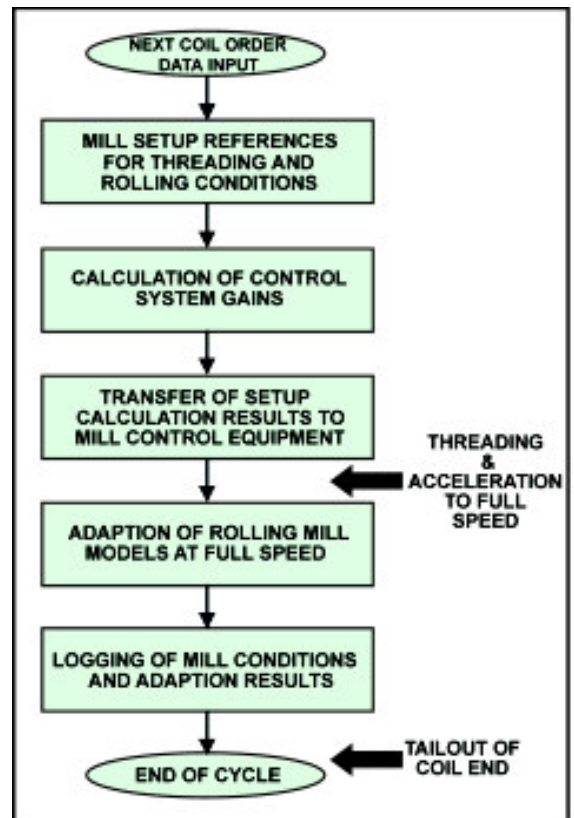 NEXT COIL ORDER
DATA INPUT
MILL SETUP REFERENCES
FOR THREADING AND
ROLLING CONDITIONS
CALCULATION OF CONTROL
SYSTEM GAINS
TRANSFER OF SETUP
CALCULATION RESULTS TO
MILL CONTROL EQUIPMENT
THREADING
&
ACCELERATION
TO FULL
SPEED
ADAPTION OF ROLLING MILL
MODELS AT FULL SPEED
LOGGING OF MILL CONDITIONS
AND ADAPTION RESULTS
TAILOUT OF
COIL END
END OF CYCLE